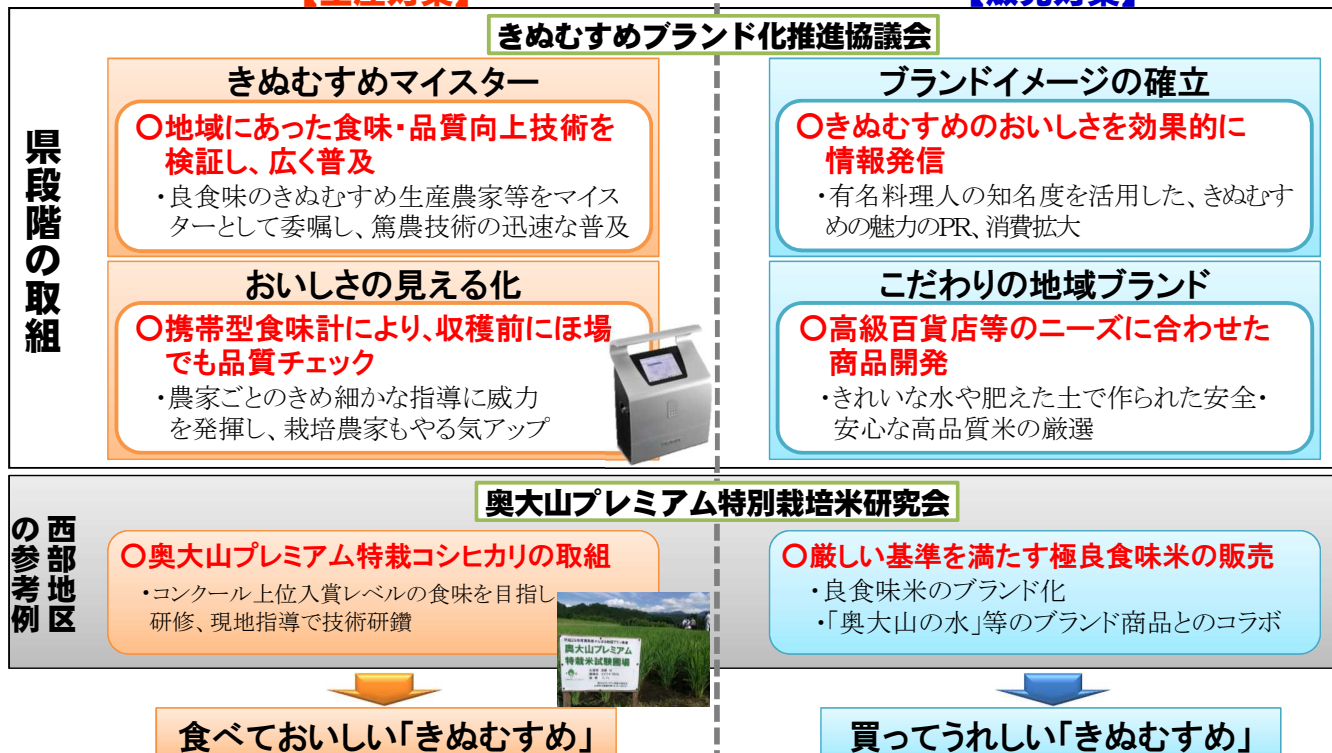 【生産対策】
【販売対策】
きぬむすめブランド化推進協議会
県段階の取組
きぬむすめマイスター
○地域にあった食味・品質向上技術を
検証し、広く普及
・良食味のきぬむすめ生産農家等をマイス
ターとして委嘱し、篤農技術の迅速な普及
おいしさの見える化
○携帯型食味計により、収穫前にほ場
でも品質チェック
・農家ごとのきめ細かな指導に威力
を発揮し、栽培農家もやる気アップ
ブランドイメージの確立
○きぬむすめのおいしさを効果的に
情報発信
・有名料理人の知名度を活用した、きぬむす
めの魅力のPR、消費拡大
こだわりの地域ブランド
○高級百貨店等のニーズに合わせた
商品開発
・きれいな水や肥えた土で作られた安全・
安心な高品質米の厳選
奥大山プレミアム特別栽培米研究会
西部地区
の参考例
○奥大山プレミアム特栽コシヒカリの取組
・コンクール上位入賞レベルの食味を目指し
研修、現地指導で技術研鑽
奥大山プレミアム
特栽米試験圃場
○厳しい基準を満たす極良食味米の販売
・良食味米のブランド化
・「奥大山の水」等のブランド商品とのコラボ
食べておいしい「きぬむすめ」
買ってうれしい「きぬむすめ」